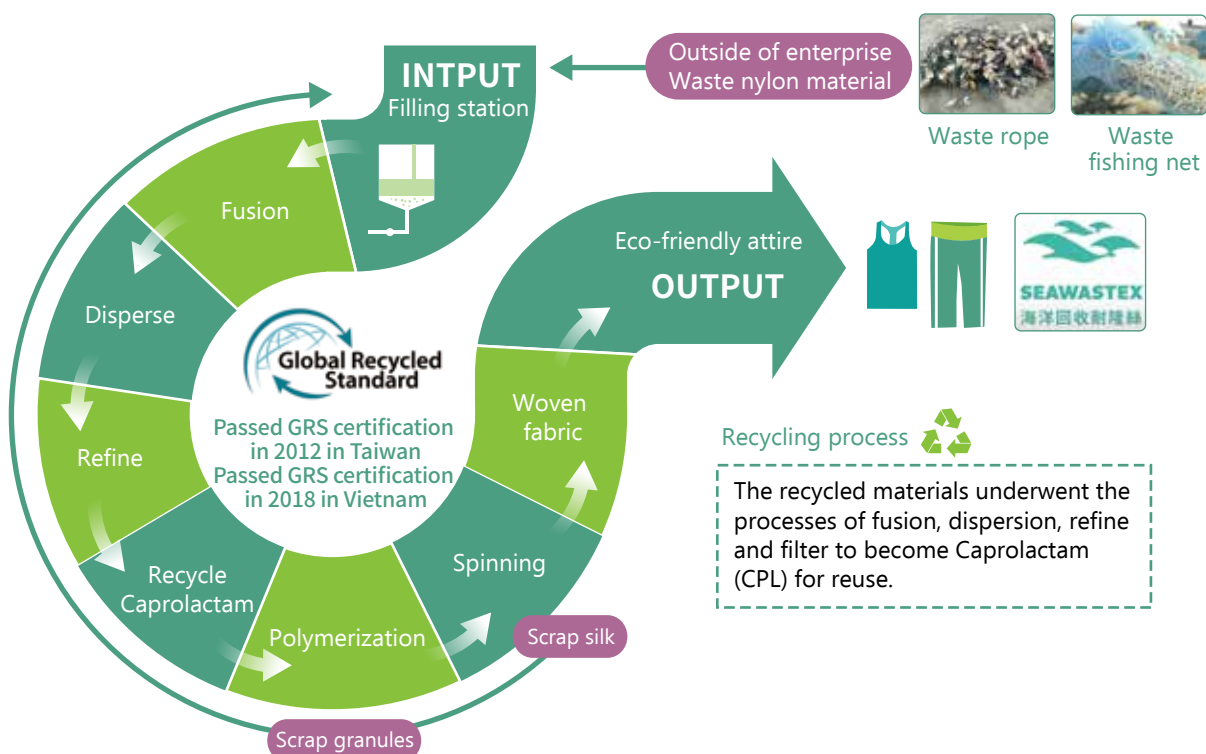 INTPUT
Filling station
Outside of enterprise
Waste nylon material
Waste rope
Waste
fishing net
Fusion
Disperse
Refine
Recycle
Caprolactam
Polymerization
Spinning
Woven
fabric
Eco-friendly attire
OUTPUT
SEAWASTEX
海洋回收耐隆絲
Global Recycled
Standard
Passed GRS certification
in 2012 in Taiwan
Passed GRS certification
in 2018 in Vietnam
Scrap silk
Scrap granules
Recycling process
The recycled materials underwent the
processes of fusion, dispersion, refine
and filter to become Caprolactam
(CPL) for reuse.